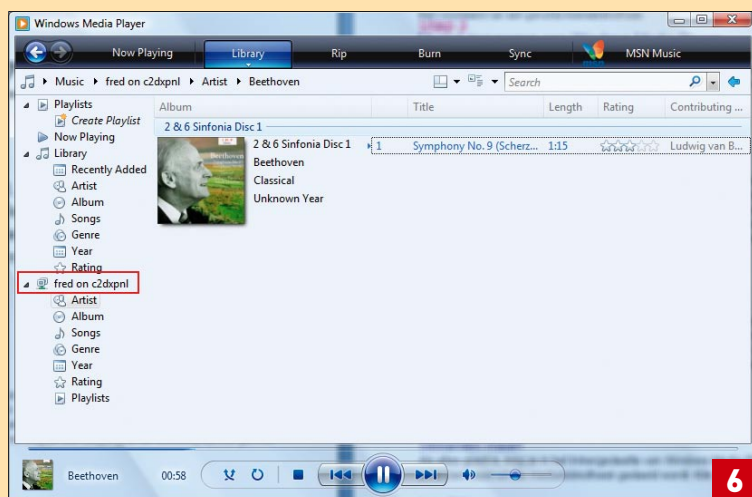 Windows Media Player
Now Playing Library Rip Burn Sync MSN Music
Music fred on c2dxpnl Artist Beethoven Search
Playlists
Create Playlist
Now Playing
Library
Recently Added
Artist
Album
Songs
Genre
Year
Rating
fred on c2dxpnl
Artist
Album
Songs
Genre
Year
Rating
Playlists
Album Title Length Rating Contributing ...
2 & 6 Sinfonia Disc 1
2 & 6 Sinfonia Disc 1 1 Symphony No. 9 (Scherz... 1:15 Ludwig van B...
Beethoven
Classical
Unknown Year
Beethoven 00:58
6